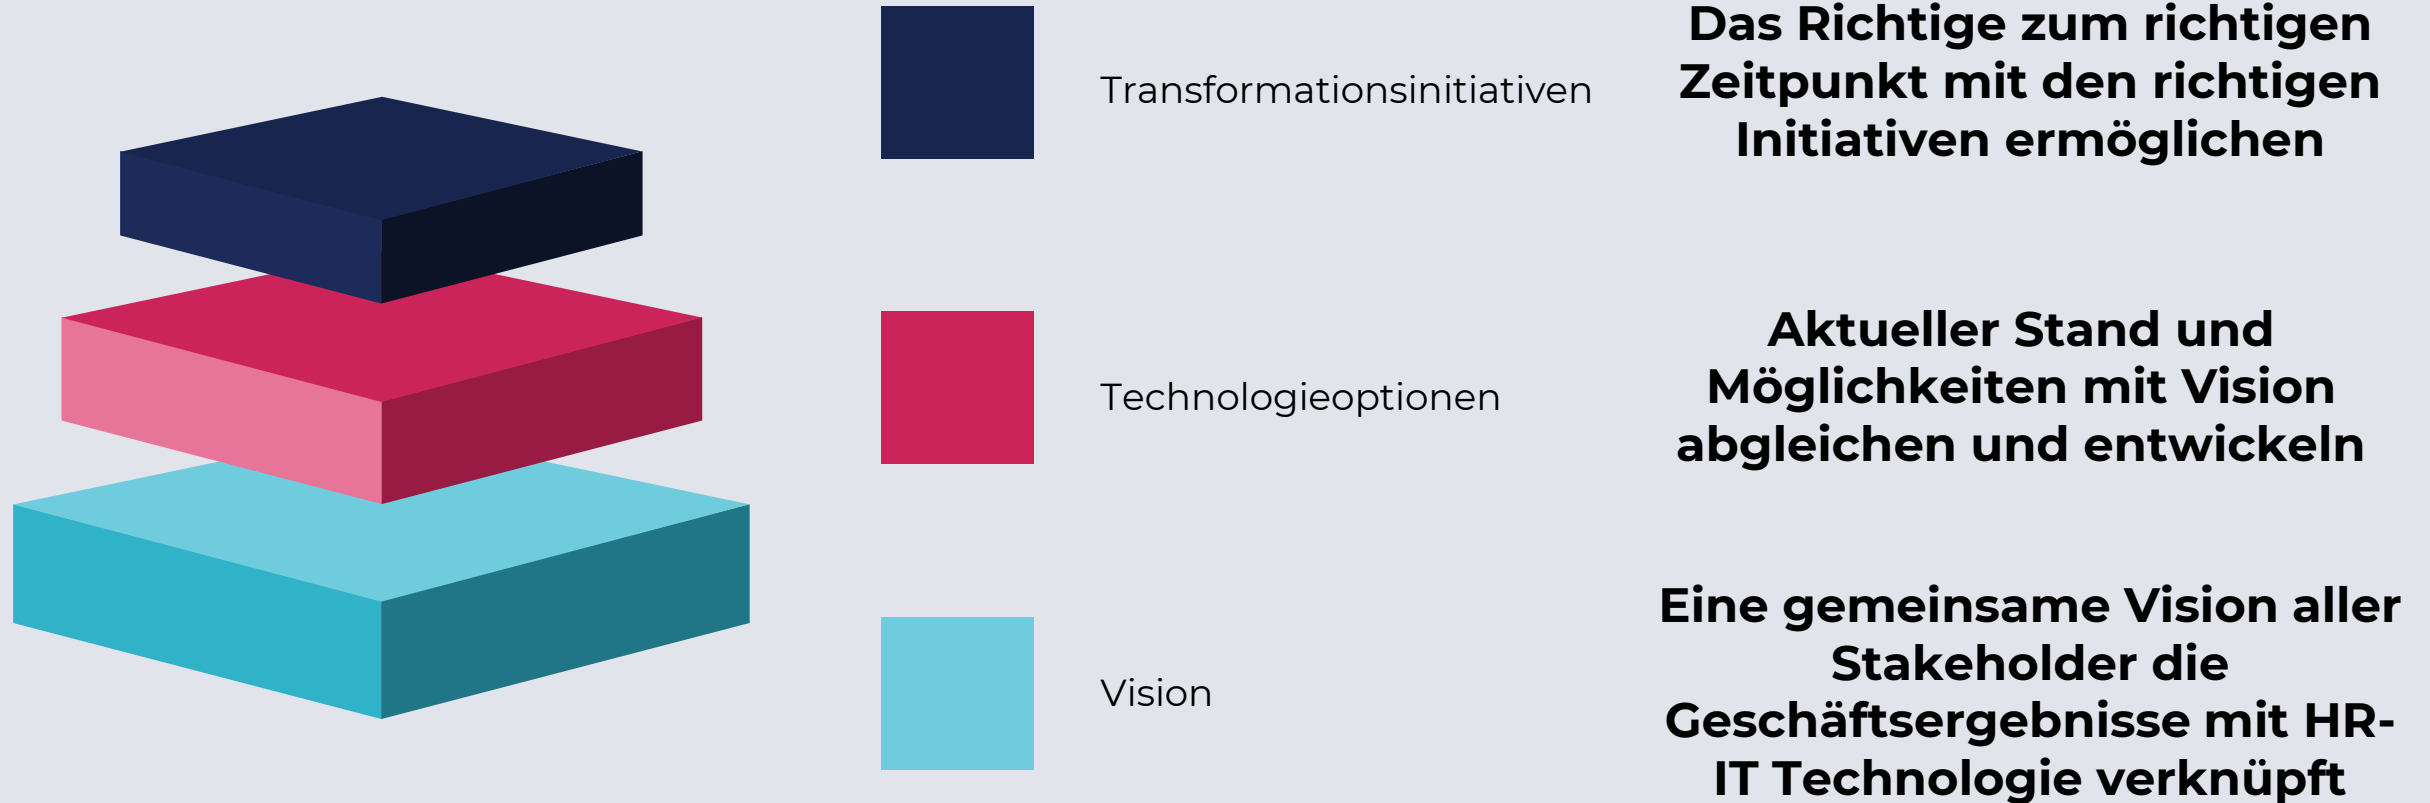 Transformationsinitiativen
Das Richtige zum richtigen
Zeitpunkt mit den richtigen
Initiativen ermöglichen
Technologieoptionen
Aktueller Stand und
Möglichkeiten mit Vision
abgleichen und entwickeln
Vision
Eine gemeinsame Vision aller
Stakeholder die
Geschäftsergebnisse mit HR-
IT Technologie verknüpft